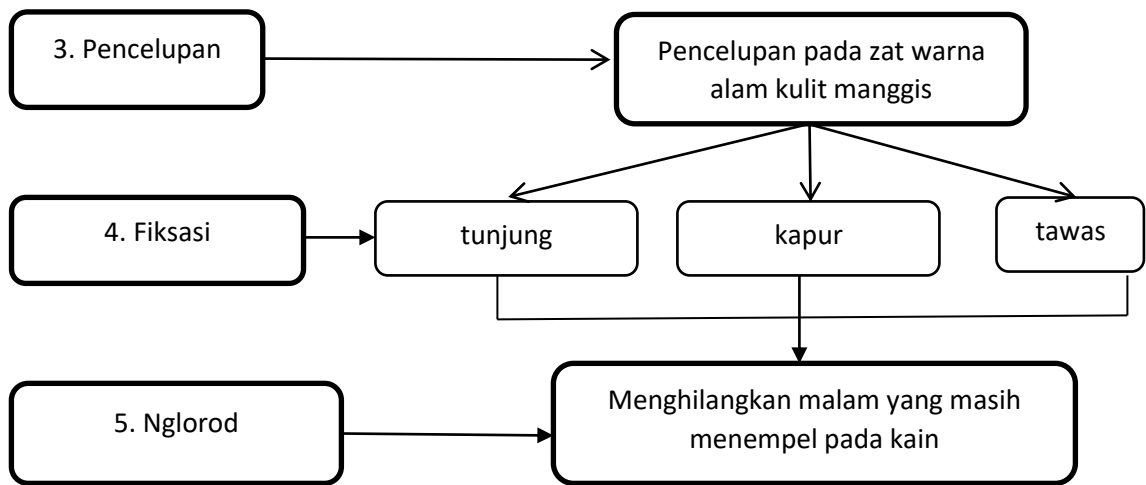 3. Pencelupan
Pencelupan pada zat warna
alam kulit manggis
4. Fiksasi
tunjung
kapur
tawas
5. Nglorod
Menghilangkan malam yang masih
menempel pada kain